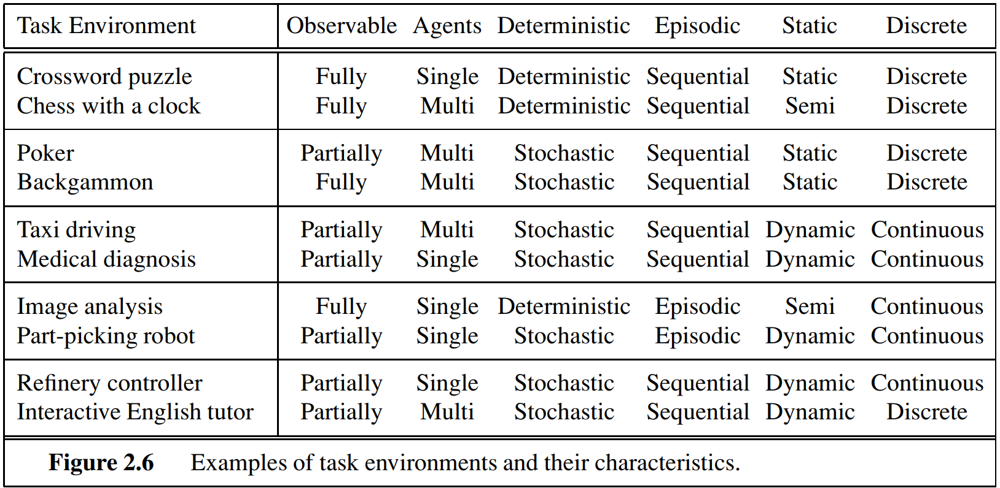 Task Environment Observable Agents Deterministic Episodic Static Discrete
Crossword puzzle Fully Single Deterministic Sequential Static Discrete
Chess with a clock Fully Multi Deterministic Sequential Semi Discrete
Poker Partially Multi Stochastic Sequential Static Discrete
Backgammon Fully Multi Stochastic Sequential Static Discrete
Taxi driving Partially Multi Stochastic Sequential Dynamic Continuous
Medical diagnosis Partially Single Stochastic Sequential Dynamic Continuous
Image analysis Fully Single Deterministic Episodic Semi Continuous
Part-picking robot Partially Single Stochastic Episodic Dynamic Continuous
Refinery controller Partially Single Stochastic Sequential Dynamic Continuous
Interactive English tutor Partially Multi Stochastic Sequential Dynamic Discrete
Figure 2.6 Examples of task environments and their characteristics.